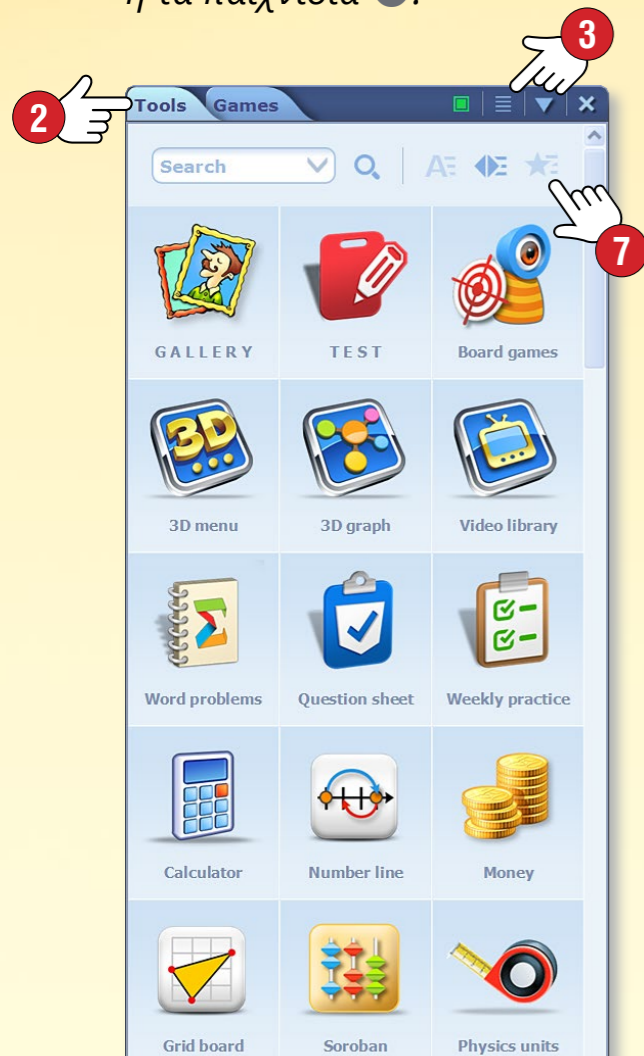 ή τα παιχνίδια
3
2
Tools Games
Search
A
7
GALLERY TEST Board games
3D
3D menu 3D graph Video library
Σ
Word problems Question sheet Weekly practice
Calculator Number line Money
Grid board Soroban Physics units